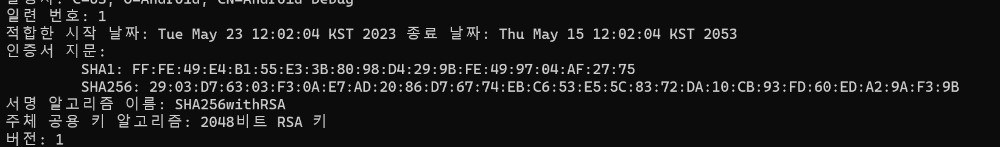 C=US, O=Android, CN=Android Debug
일련 번호: 1
적합한 시작 날짜: Tue May 23 12:02:04 KST 2023 종료 날짜: Thu May 15 12:02:04 KST 2053
인증서 지문:
SHA1: FF:FE:49:E4:B1:55:E3:3B:80:98:D4:29:9B:FE:49:97:04:AF:27:75
SHA256: 29:03:D7:63:03:F3:0A:E7:AD:20:86:D7:67:74:EB:C6:53:E5:5C:83:72:DA:10:CB:93:FD:60:ED:A2:9A:F3:9B
서명 알고리즘 이름: SHA256withRSA
주체 공용 키 알고리즘: 2048비트 RSA 키
버전: 1